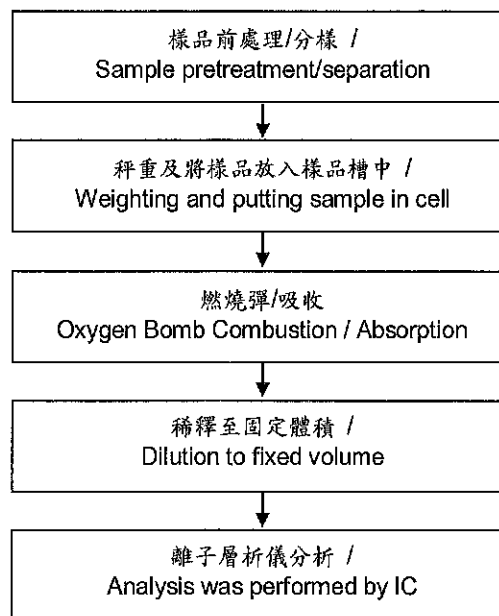 樣品前處理/分樣 /
Sample pretreatment/separation
秤重及將樣品放入樣品槽中 /
Weighting and putting sample in cell
燃燒彈/吸收
Oxygen Bomb Combustion / Absorption
稀釋至固定體積 /
Dilution to fixed volume
離子層析儀分析 /
Analysis was performed by IC